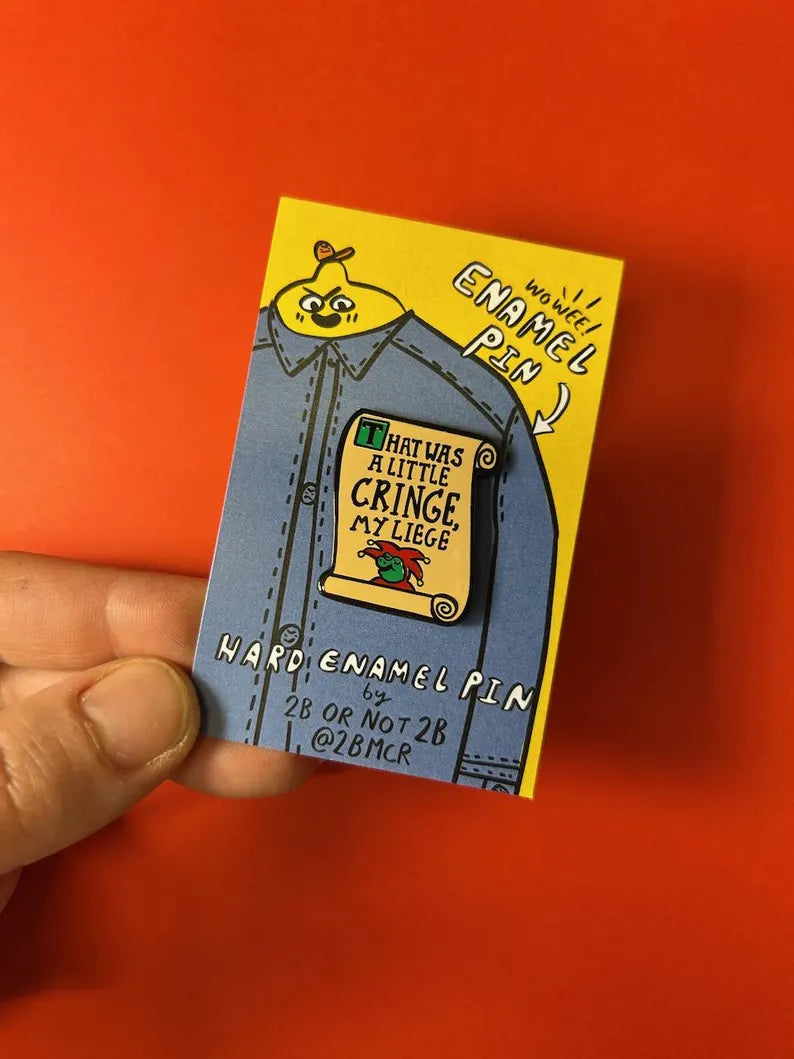 WOWEE!
ENAMEL
PIN
THAT WAS
A LITTLE
CRINGE,
MY LIEGE
HARD ENAMEL PIN
by
2B OR NOT 2B
@2BMCR